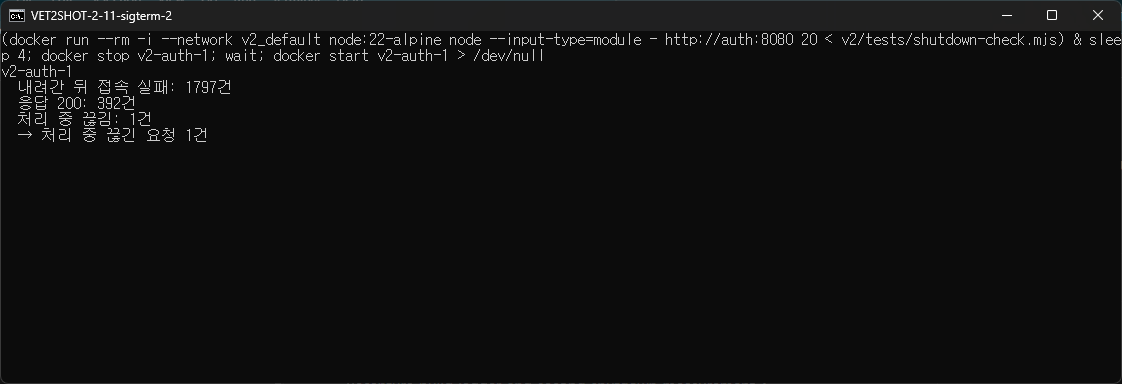 VET2SHOT-2-11-sigterm-2
(docker run --rm -i --network v2_default node:22-alpine node --input-type=module - http://auth:8080 20 < v2/tests/shutdown-check.mjs) & slee
p 4; docker stop v2-auth-1; wait; docker start v2-auth-1 > /dev/null
v2-auth-1
내려간 뒤 접속 실패: 1797건
응답 200: 392건
처리 중 끊김: 1건
→ 처리 중 끊긴 요청 1건